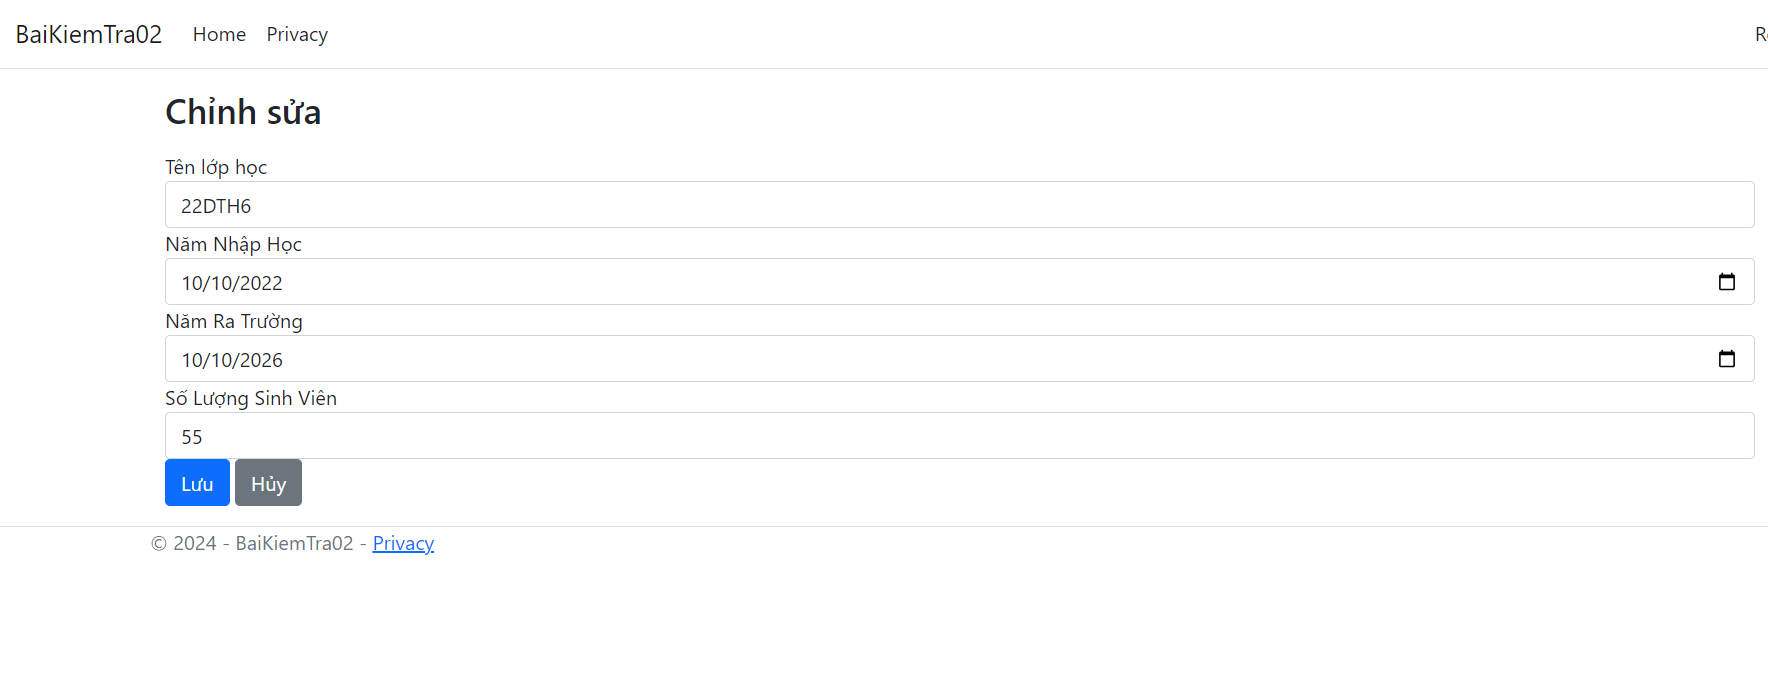 BaiKiemTra02 Home Privacy
Chỉnh sửa
Tên lớp học
22DTH6
Năm Nhập Học
10/10/2022
Năm Ra Trường
10/10/2026
Số Lượng Sinh Viên
55
Lưu Hủy
© 2024 - BaiKiemTra02 - Privacy